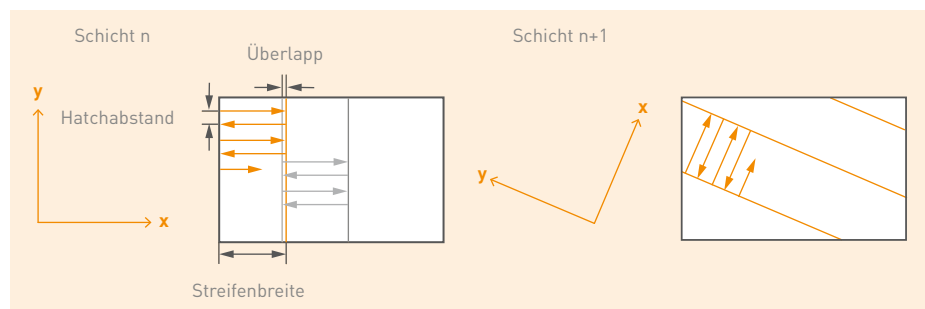 Schicht n
Schicht n+1
Überlapp
y
Hatchabstand
x
x
y
Streifenbreite